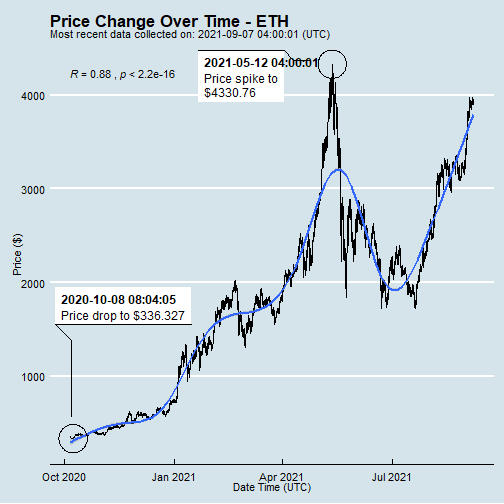 Price Change Over Time - ETH
Most recent data collected on: 2021-09-07 04:00:01 (UTC)
R = 0.88 , p < 2.2e-16
2021-05-12 04:00:01
Price spike to
$4330.76
4000
3000
2000
1000
Price ($)
2020-10-08 08:04:05
Price drop to $336.327
Oct 2020
Jan 2021
Apr 2021
Jul 2021
Date Time (UTC)